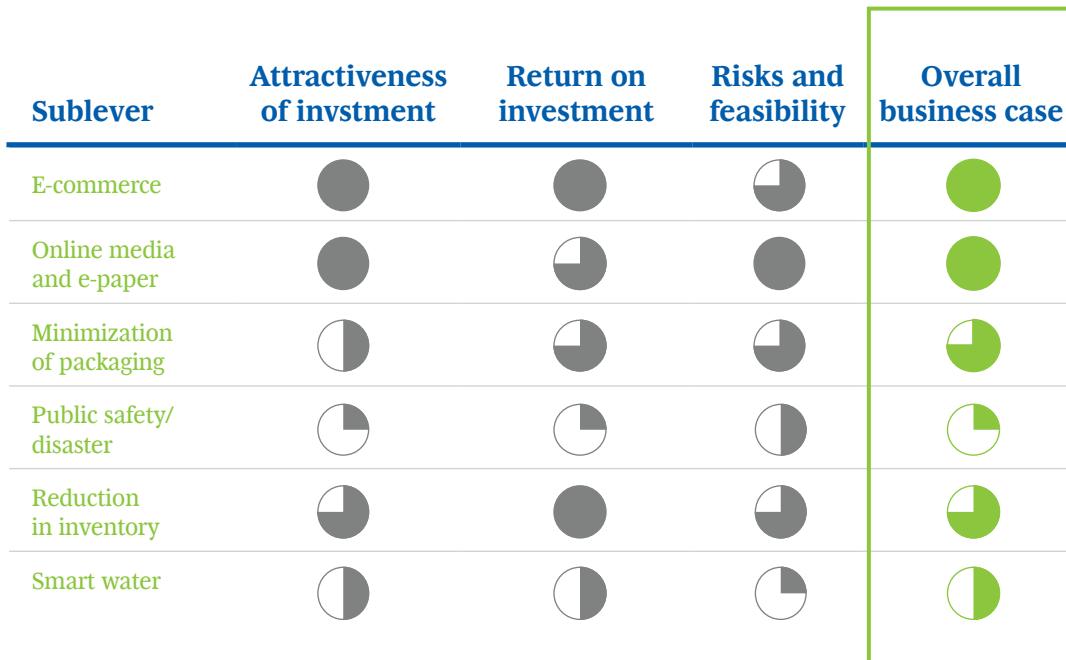 Sublever
Attractiveness
of invstment
Return on
investment
Risks and
feasibility
Overall
business case
E-commerce
Online media
and e-paper
Minimization
of packaging
Public safety/
disaster
Reduction
in inventory
Smart water